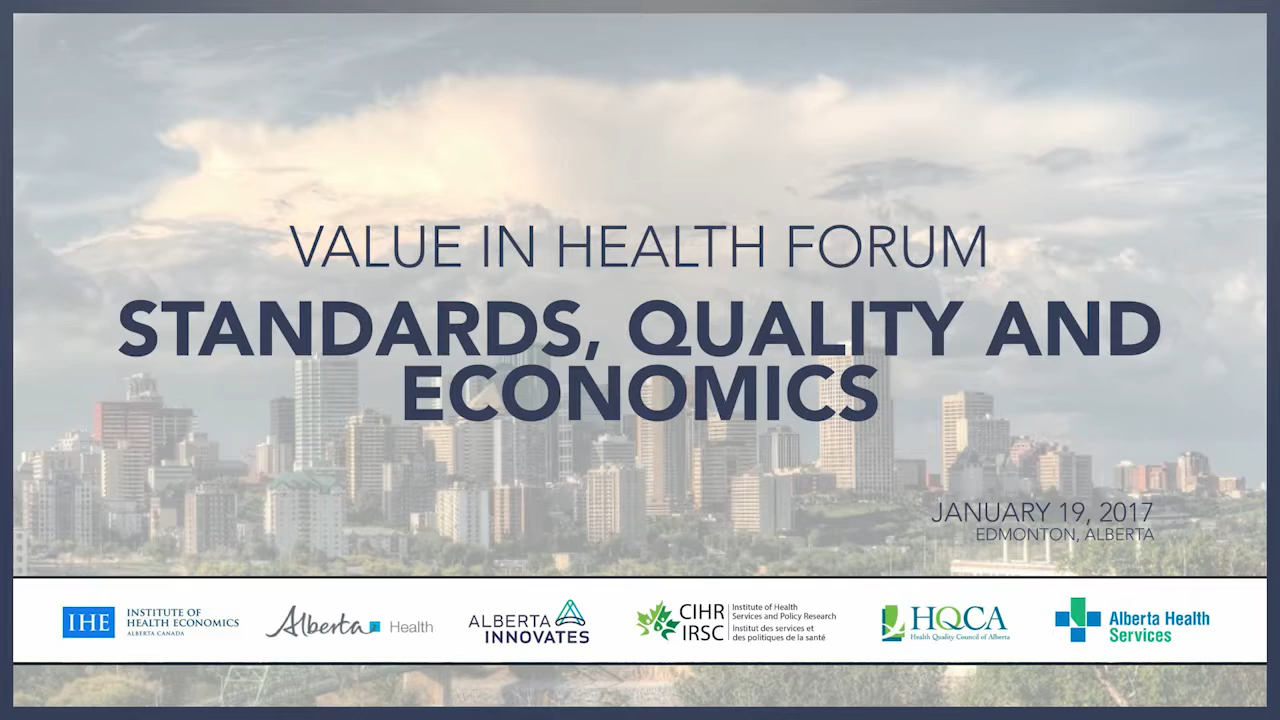 VALUE IN HEALTH FORUM
STANDARDS, QUALITY AND
ECONOMICS
JANUARY 19, 2017
EDMONTON, ALBERTA
IHE
INSTITUTE OF
HEALTH ECONOMICS
ALBERTA CANADA
Alberta Health
ALBERTA
INNOVATES
CIHR
IRSC
Institute of Health
Services and Policy Research
Institut des services et
des politiques de la santé
HQCA
Health Quality Council of Alberta
Alberta Health
Services